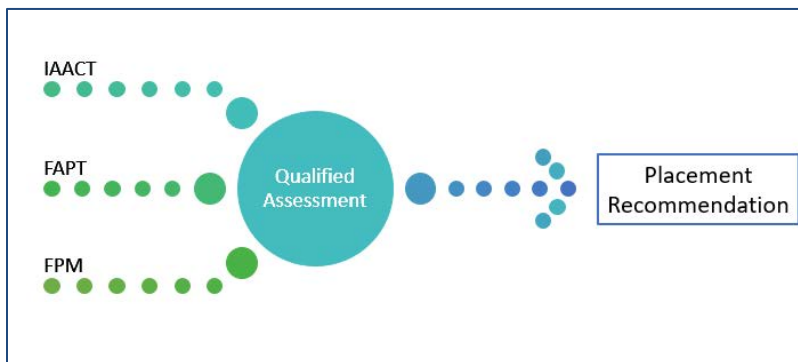 IAACT
FAPT
FPM
Qualified
Assessment
Placement
Recommendation